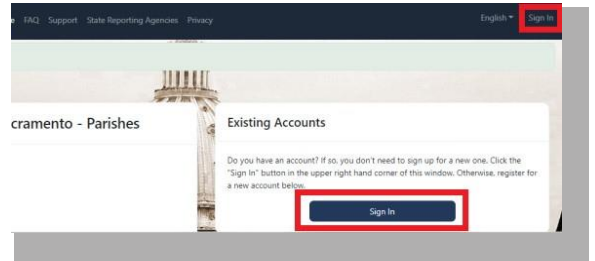 FAQ Support State Reporting Agencies Privacy English Sign In
cramento - Parishes
Existing Accounts
Do you have an account? If so, you don't need to sign up for a new one. Click the
"Sign In" button in the upper right hand corner of this window. Otherwise, register for
a new account below.
Sign In